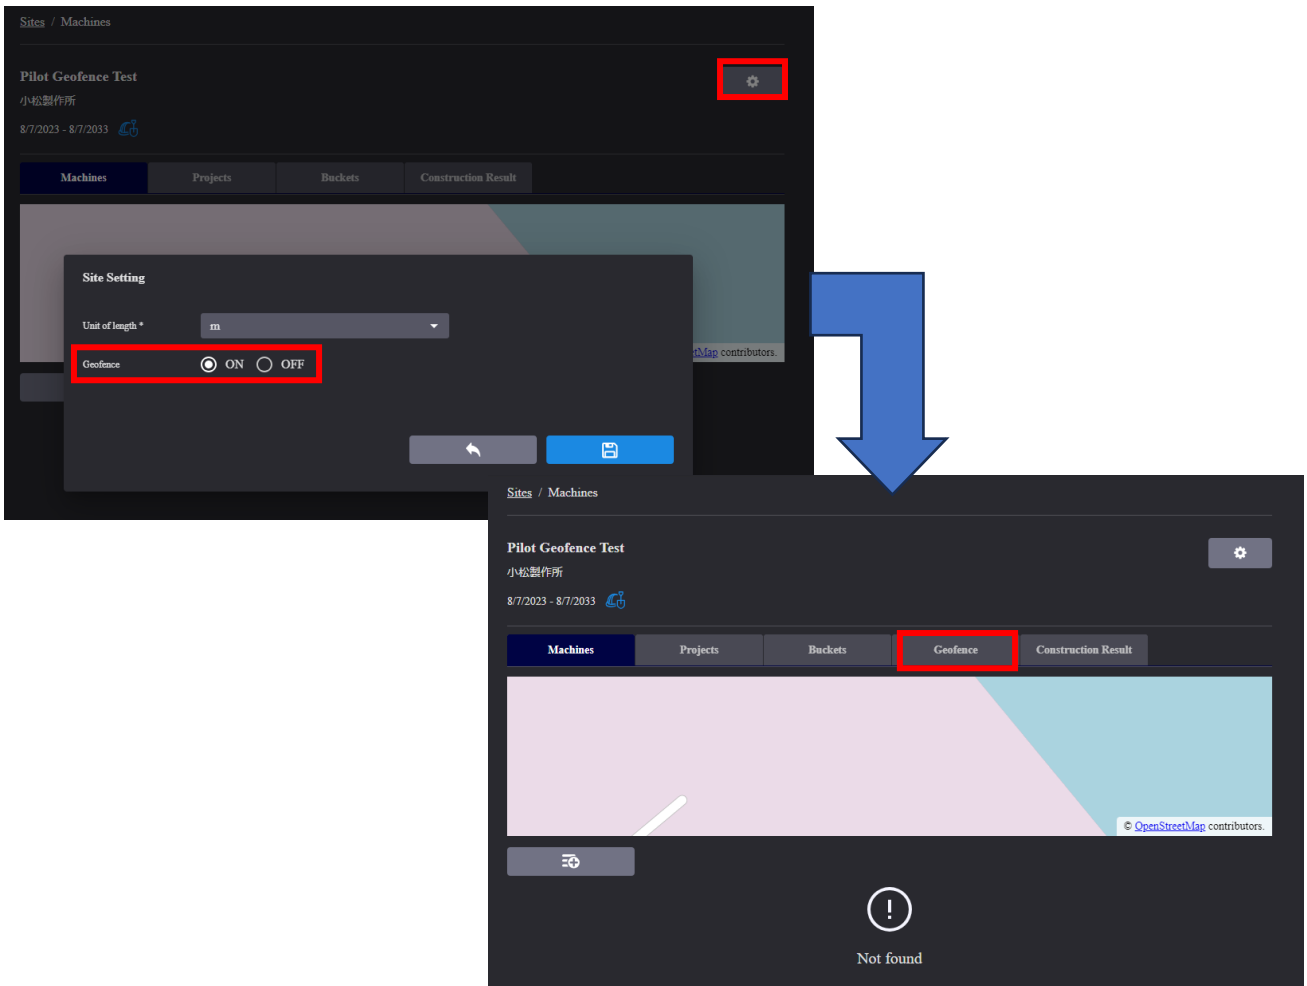 Sites / Machines
Pilot Geofence Test
小松製作所
8/7/2023 - 8/7/2033
Machines Projects Buckets Construction Result
Site Setting
Unit of length * m
Geofence ON OFF
tMap contributors.
Sites / Machines
Pilot Geofence Test
小松製作所
8/7/2023 - 8/7/2033
Machines Projects Buckets Geofence Construction Result
© OpenStreetMap contributors.
Not found